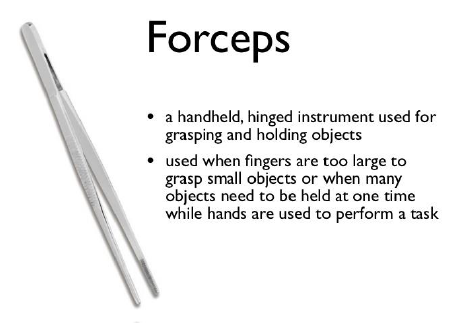 Forceps
• a handheld, hinged instrument used for
grasping and holding objects
• used when fingers are too large to
grasp small objects or when many
objects need to be held at one time
while hands are used to perform a task